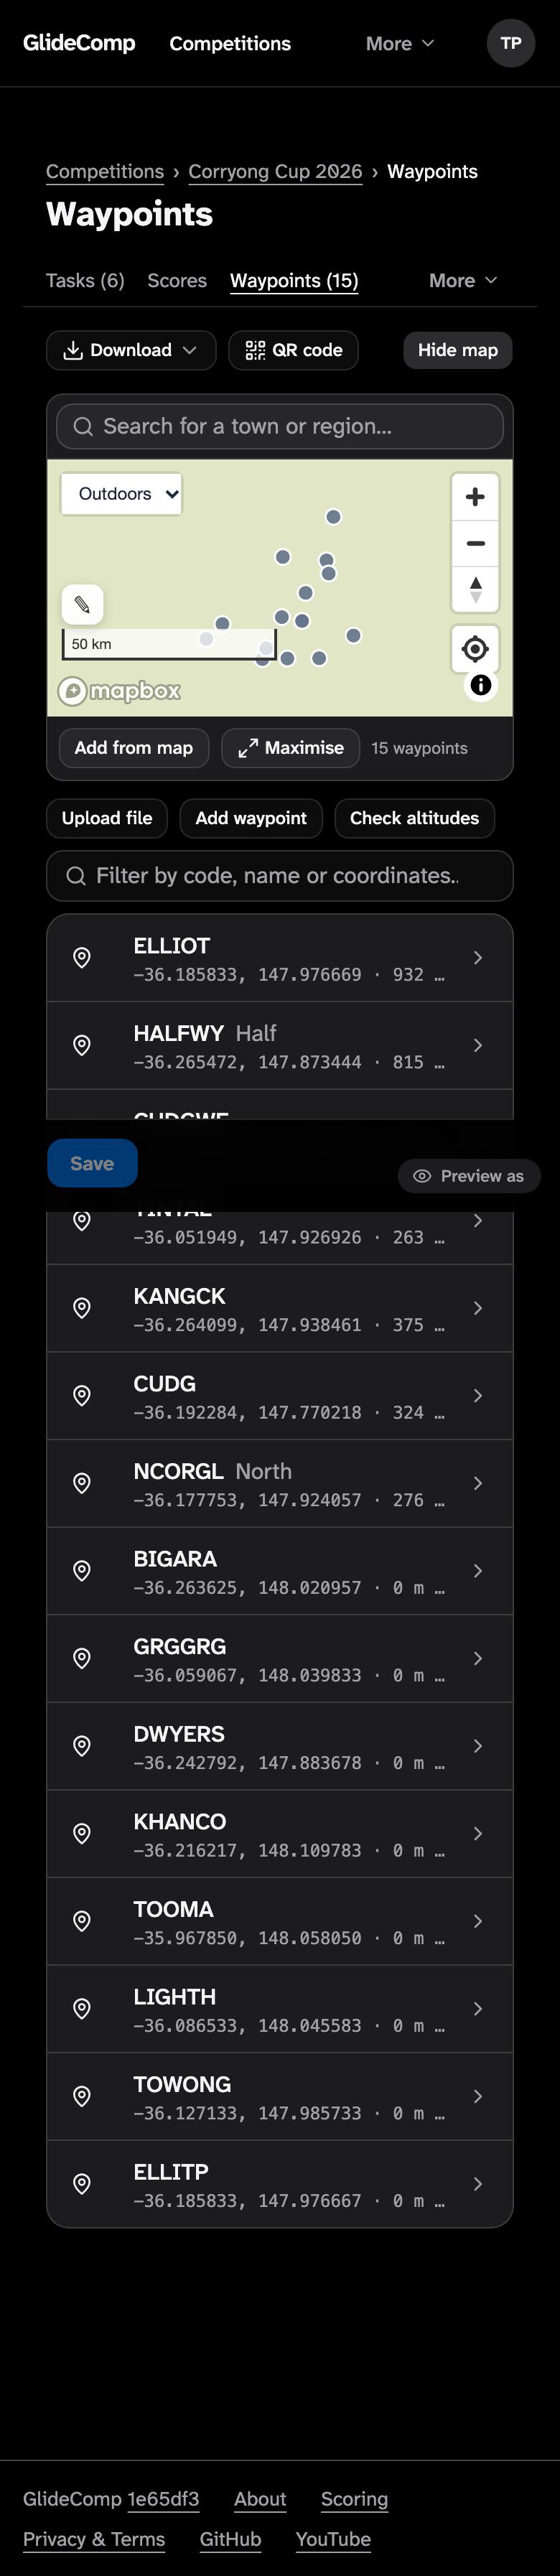 GlideComp Competitions More TP
Competitions › Corryong Cup 2026 › Waypoints
Waypoints
Tasks (6) Scores Waypoints (15) More
Download QR code Hide map
Search for a town or region...
Outdoors
50 km
mapbox
Add from map Maximise 15 waypoints
Upload file Add waypoint Check altitudes
Filter by code, name or coordinates..
ELLIOT
-36.185833, 147.976669 · 932 …
HALFWY Half
-36.265472, 147.873444 · 815 …
Save Preview as
-36.051949, 147.926926 · 263 …
KANGCK
-36.264099, 147.938461 · 375 …
CUDG
-36.192284, 147.770218 · 324 …
NCORGL North
-36.177753, 147.924057 · 276 …
BIGARA
-36.263625, 148.020957 · 0 m …
GRGGRG
-36.059067, 148.039833 · 0 m …
DWYERS
-36.242792, 147.883678 · 0 m …
KHANCO
-36.216217, 148.109783 · 0 m …
TOOMA
-35.967850, 148.058050 · 0 m …
LIGHTH
-36.086533, 148.045583 · 0 m …
TOWONG
-36.127133, 147.985733 · 0 m …
ELLITP
-36.185833, 147.976667 · 0 m …
GlideComp 1e65df3 About Scoring
Privacy & Terms GitHub YouTube